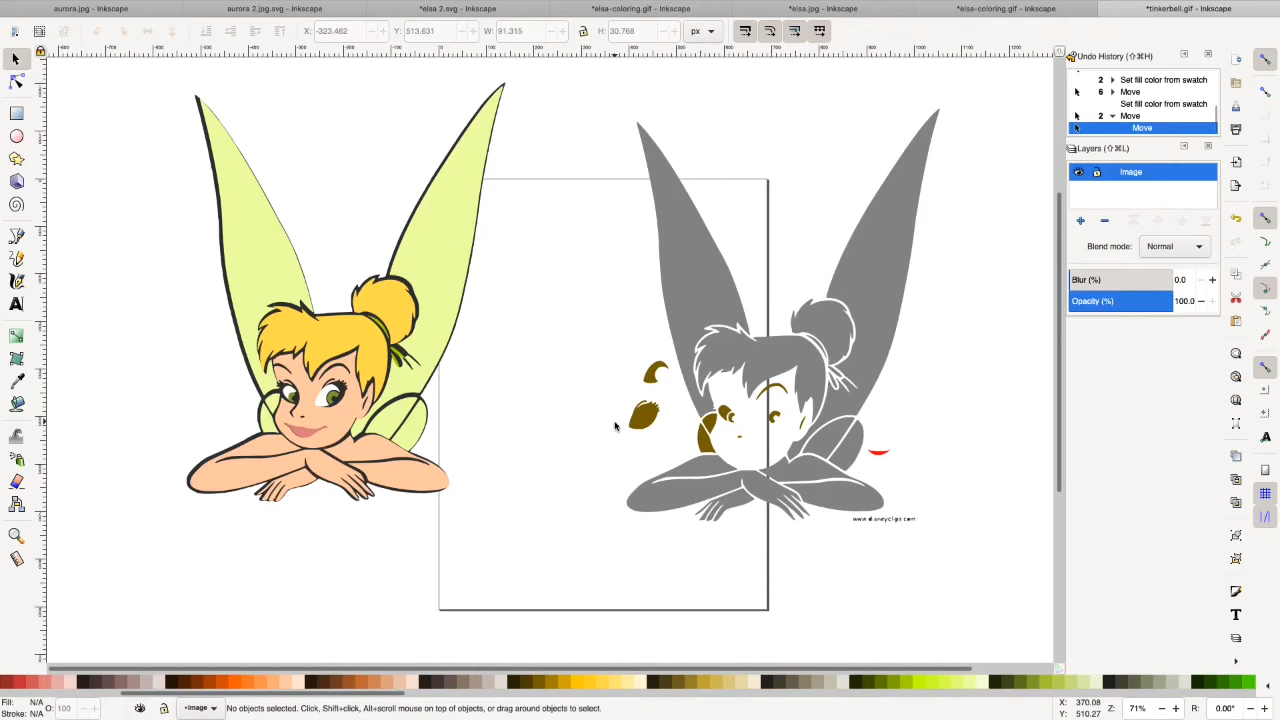 aurora.jpg - Inkscape
aurora 2.jpg.svg - Inkscape
*elsa 2.svg - Inkscape
*elsa-coloring.gif - Inkscape
*elsa.jpg - Inkscape
*elsa-coloring.gif - Inkscape
*tinkerbell.gif - Inkscape
X: -323.462
Y: 513.631
W: 91.315
H: 30.768
px
Undo History (⇧⌘H)
2 Set fill color from swatch
6 Move
Set fill color from swatch
2 Move
Move
Layers (⇧⌘L)
Image
Blend mode: Normal
Blur (%) 0.0
Opacity (%) 100.0
www.disneyclips.com
Fill: N/A
Stroke: N/A
O: 100
Image
No objects selected. Click, Shift+click, Alt+scroll mouse on top of objects, or drag around objects to select.
X: 370.08
Y: 510.27
Z: 71%
R: 0.00°